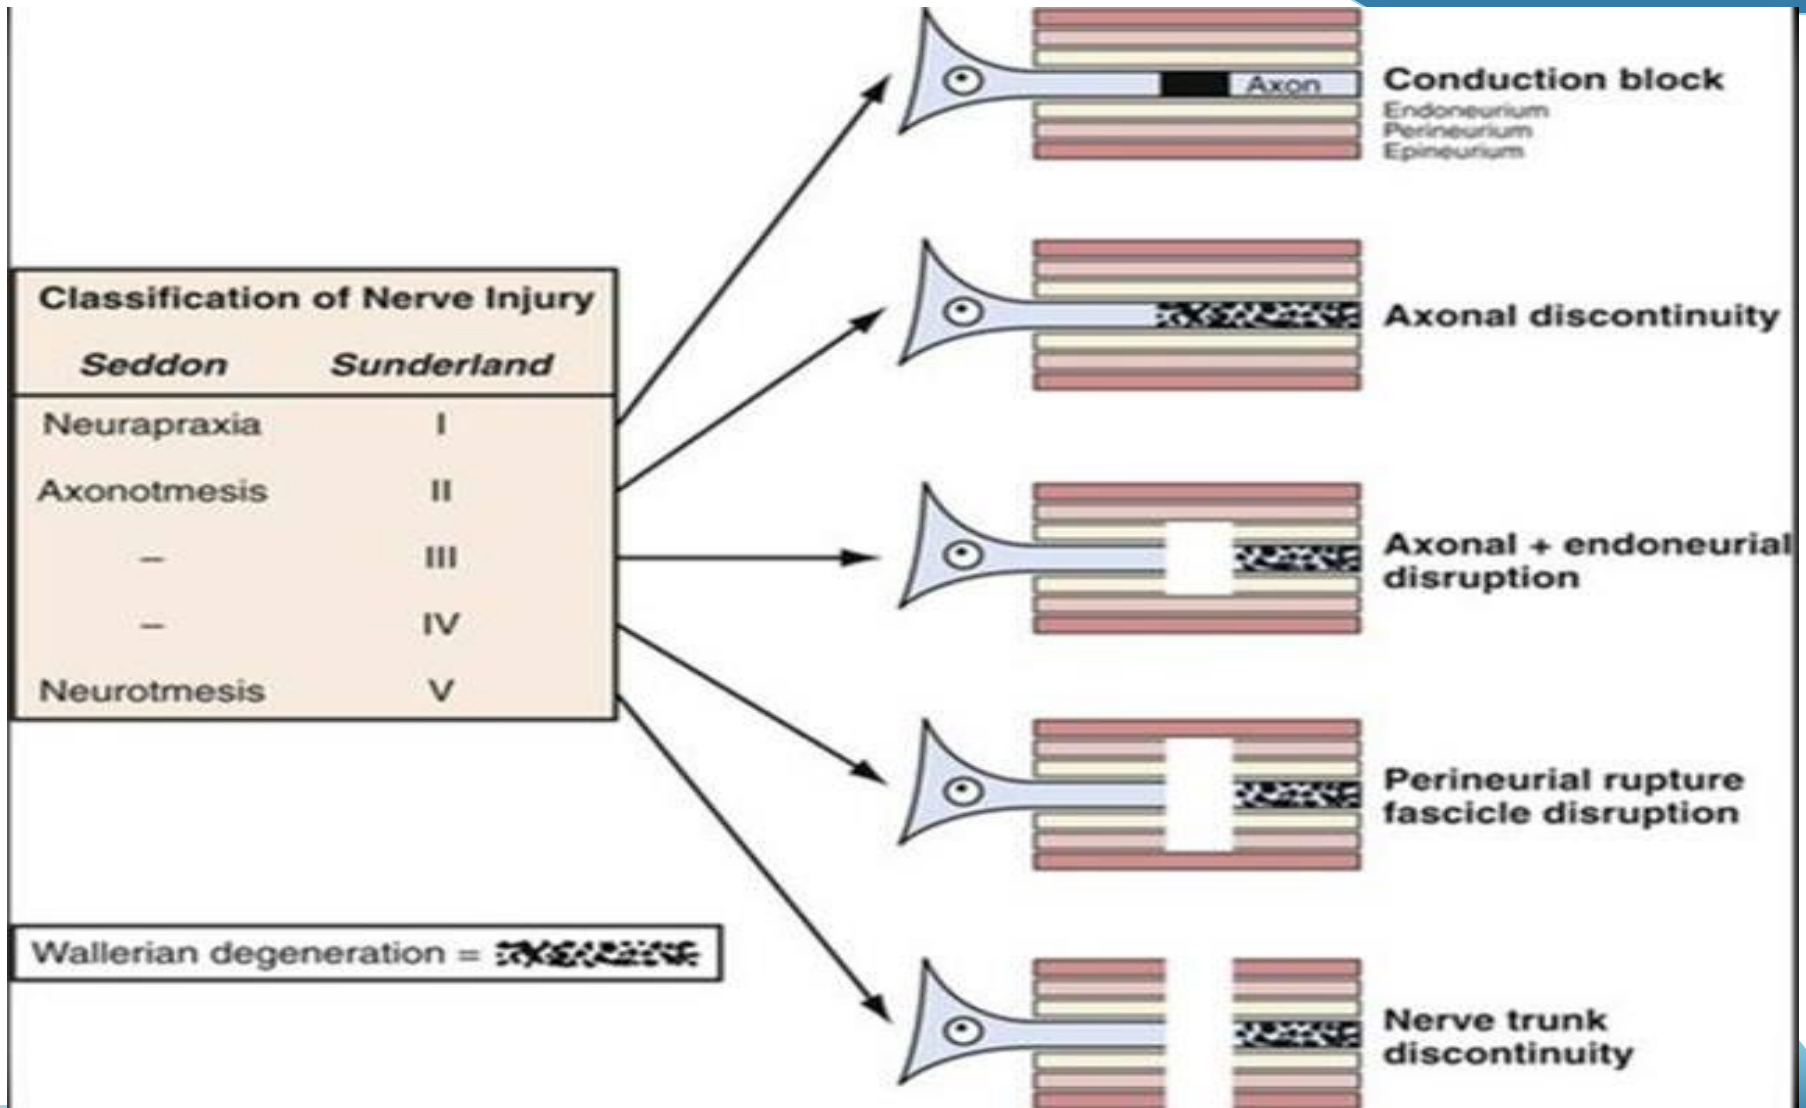 Axon
Conduction block
Endoneurium
Perineurium
Epineurium
Classification of Nerve Injury
Seddon Sunderland
Neurapraxia I
Axonotmesis II
– III
– IV
Neurotmesis V
Axonal discontinuity
Axonal + endoneurial
disruption
Perineurial rupture
fascicle disruption
Wallerian degeneration =
Nerve trunk
discontinuity